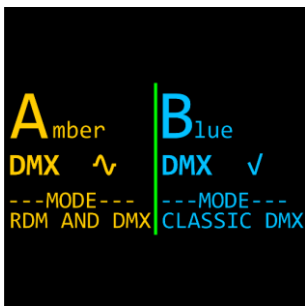 Amber
DMX ∿
---MODE---
RDM AND DMX
Blue
DMX √
---MODE---
CLASSIC DMX